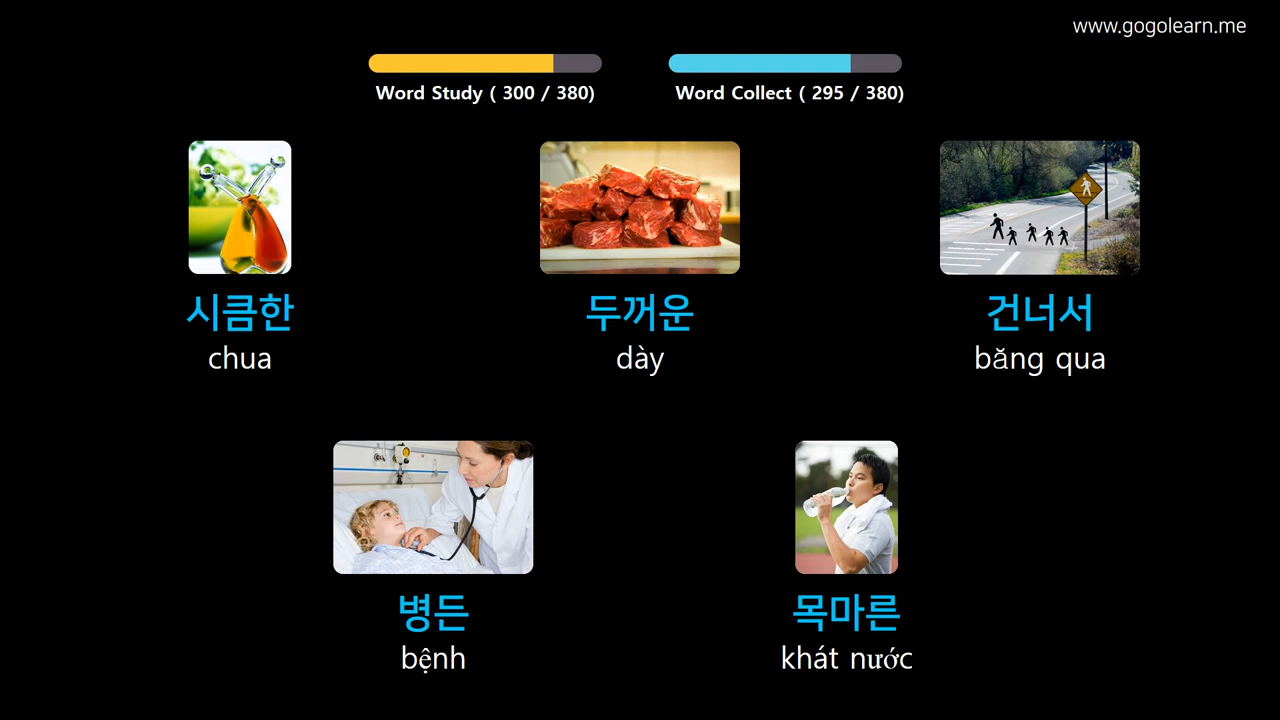 www.gogolearn.me
Word Study ( 300 / 380)
Word Collect ( 295 / 380)
시큼한
chua
두꺼운
dày
건너서
băng qua
병든
bệnh
목마른
khát nước